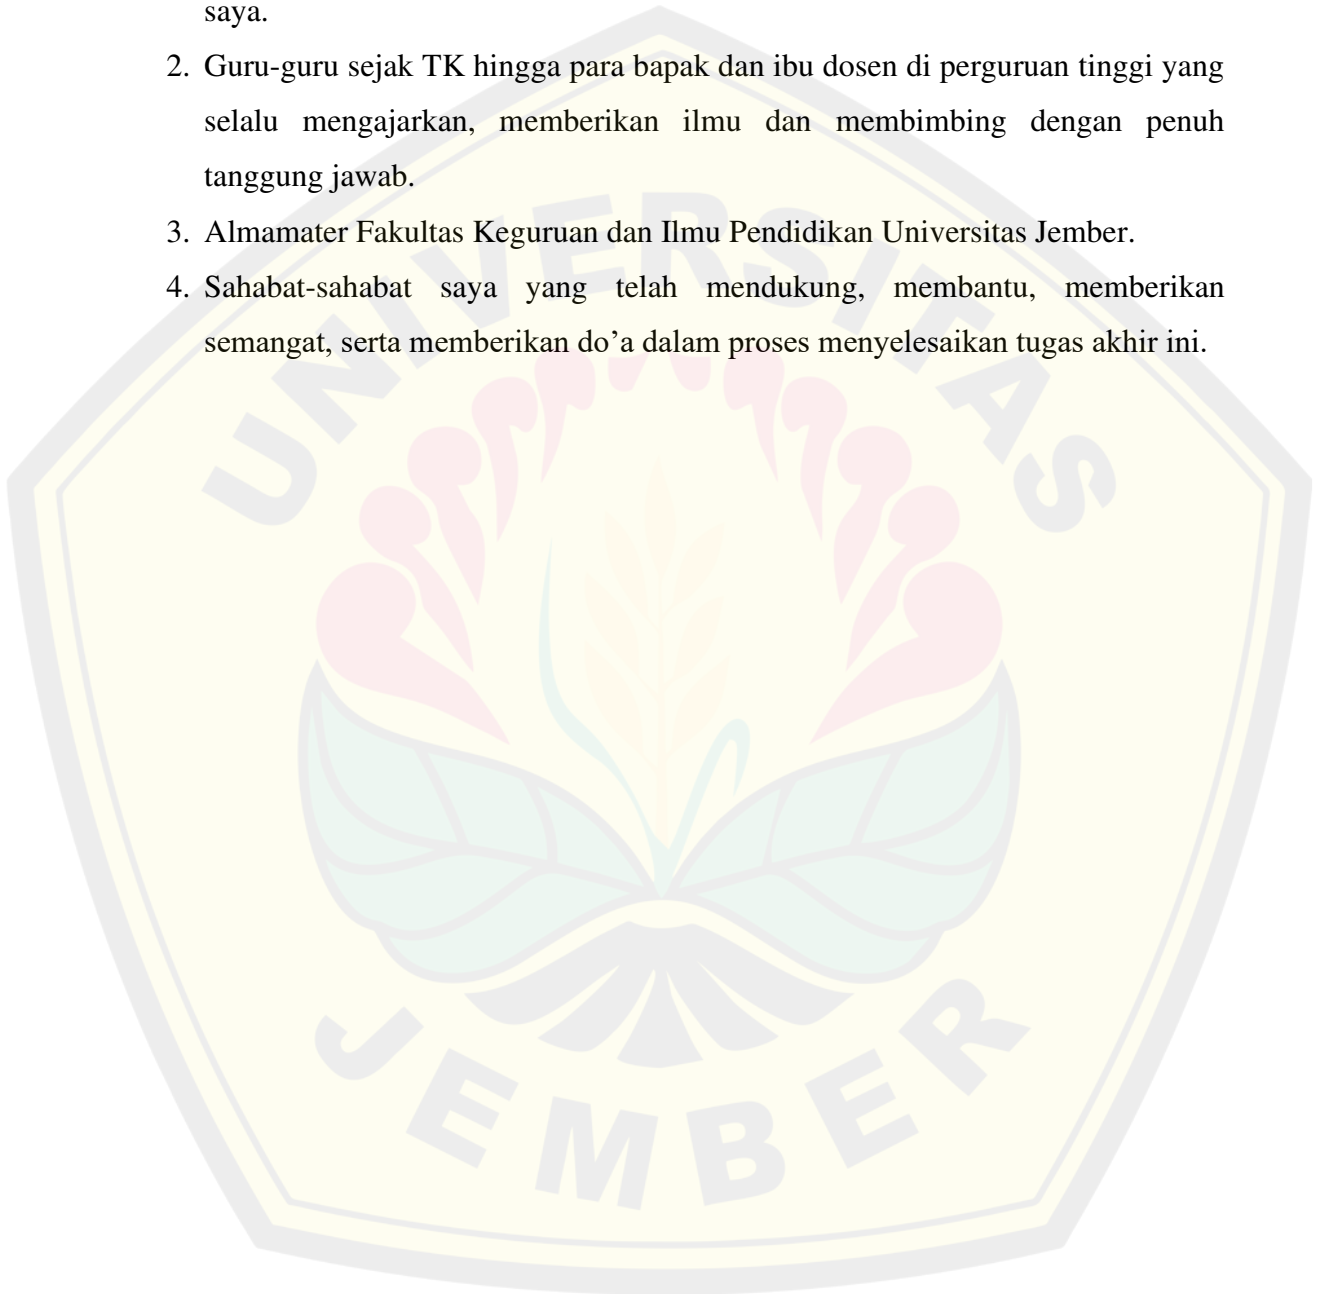 saya.
2. Guru-guru sejak TK hingga para bapak dan ibu dosen di perguruan tinggi yang
selalu mengajarkan, memberikan ilmu dan membimbing dengan penuh
tanggung jawab.
3. Almamater Fakultas Keguruan dan Ilmu Pendidikan Universitas Jember.
4. Sahabat-sahabat saya yang telah mendukung, membantu, memberikan
semangat, serta memberikan do’a dalam proses menyelesaikan tugas akhir ini.
UNIVERSITAS
JEMBER